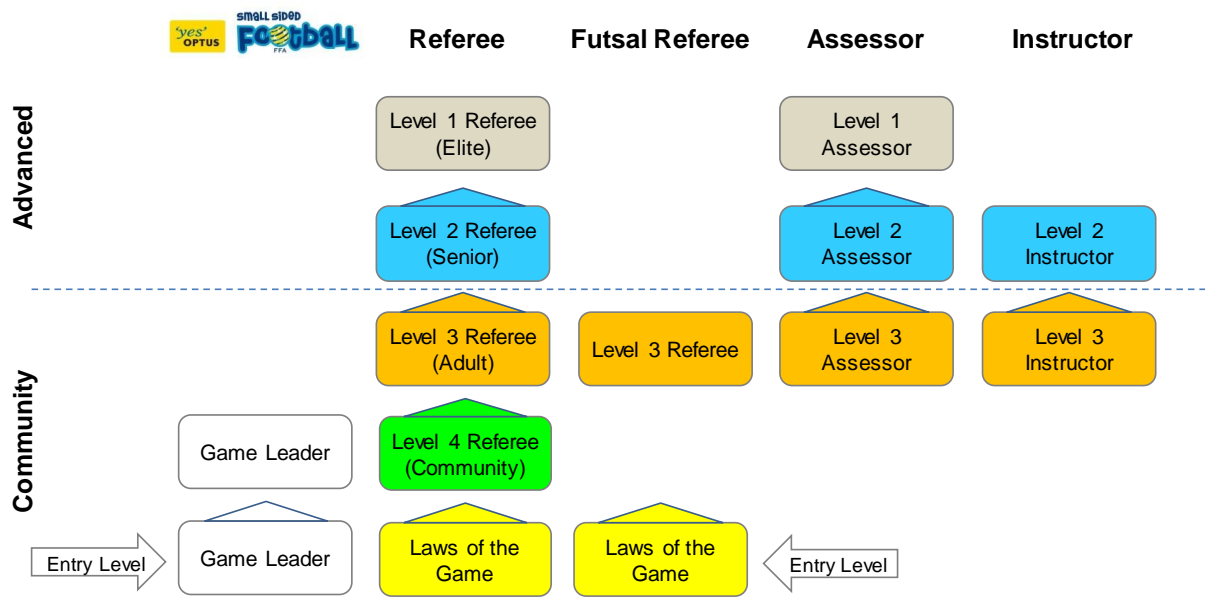 'yes'
OPTUS
SMALL SIDED
FOOTBALL
FFA
Referee
Futsal Referee
Assessor
Instructor
Advanced
Level 1 Referee
(Elite)
Level 1
Assessor
Level 2 Referee
(Senior)
Level 2
Assessor
Level 2
Instructor
Community
Level 3 Referee
(Adult)
Level 3 Referee
Level 3
Assessor
Level 3
Instructor
Game Leader
Level 4 Referee
(Community)
Entry Level
Game Leader
Laws of the
Game
Laws of the
Game
Entry Level